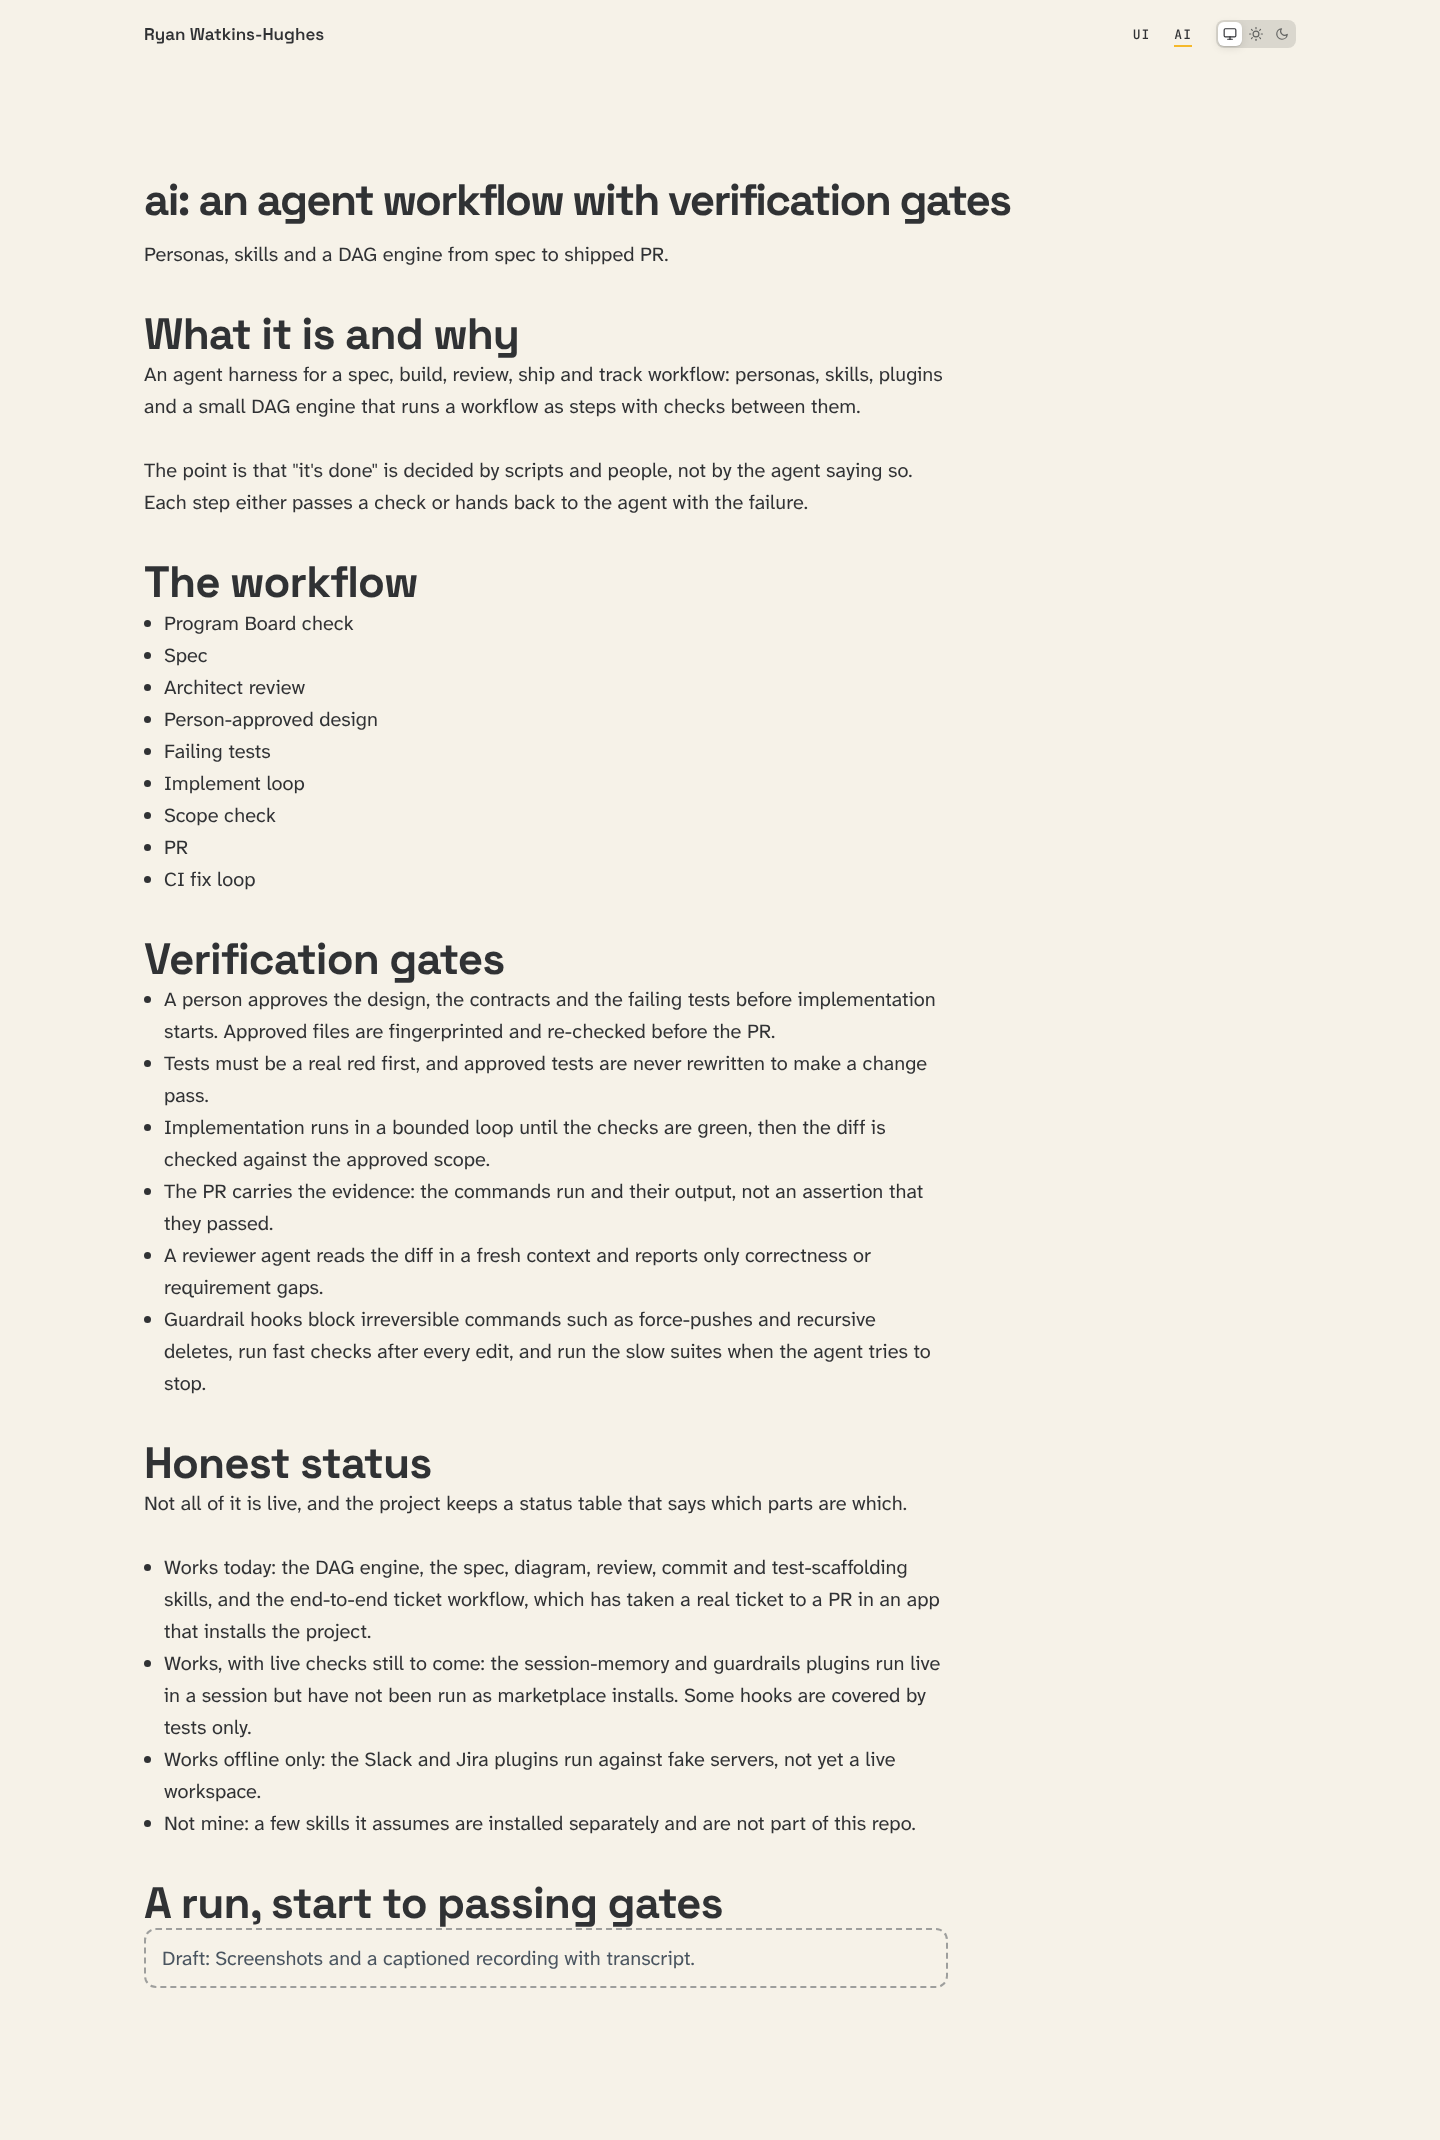 Ryan Watkins-Hughes
UI AI
ai: an agent workflow with verification gates
Personas, skills and a DAG engine from spec to shipped PR.
What it is and why
An agent harness for a spec, build, review, ship and track workflow: personas, skills, plugins
and a small DAG engine that runs a workflow as steps with checks between them.
The point is that "it's done" is decided by scripts and people, not by the agent saying so.
Each step either passes a check or hands back to the agent with the failure.
The workflow
• Program Board check
• Spec
• Architect review
• Person-approved design
• Failing tests
• Implement loop
• Scope check
• PR
• CI fix loop
Verification gates
• A person approves the design, the contracts and the failing tests before implementation
starts. Approved files are fingerprinted and re-checked before the PR.
• Tests must be a real red first, and approved tests are never rewritten to make a change
pass.
• Implementation runs in a bounded loop until the checks are green, then the diff is
checked against the approved scope.
• The PR carries the evidence: the commands run and their output, not an assertion that
they passed.
• A reviewer agent reads the diff in a fresh context and reports only correctness or
requirement gaps.
• Guardrail hooks block irreversible commands such as force-pushes and recursive
deletes, run fast checks after every edit, and run the slow suites when the agent tries to
stop.
Honest status
Not all of it is live, and the project keeps a status table that says which parts are which.
• Works today: the DAG engine, the spec, diagram, review, commit and test-scaffolding
skills, and the end-to-end ticket workflow, which has taken a real ticket to a PR in an app
that installs the project.
• Works, with live checks still to come: the session-memory and guardrails plugins run live
in a session but have not been run as marketplace installs. Some hooks are covered by
tests only.
• Works offline only: the Slack and Jira plugins run against fake servers, not yet a live
workspace.
• Not mine: a few skills it assumes are installed separately and are not part of this repo.
A run, start to passing gates
Draft: Screenshots and a captioned recording with transcript.